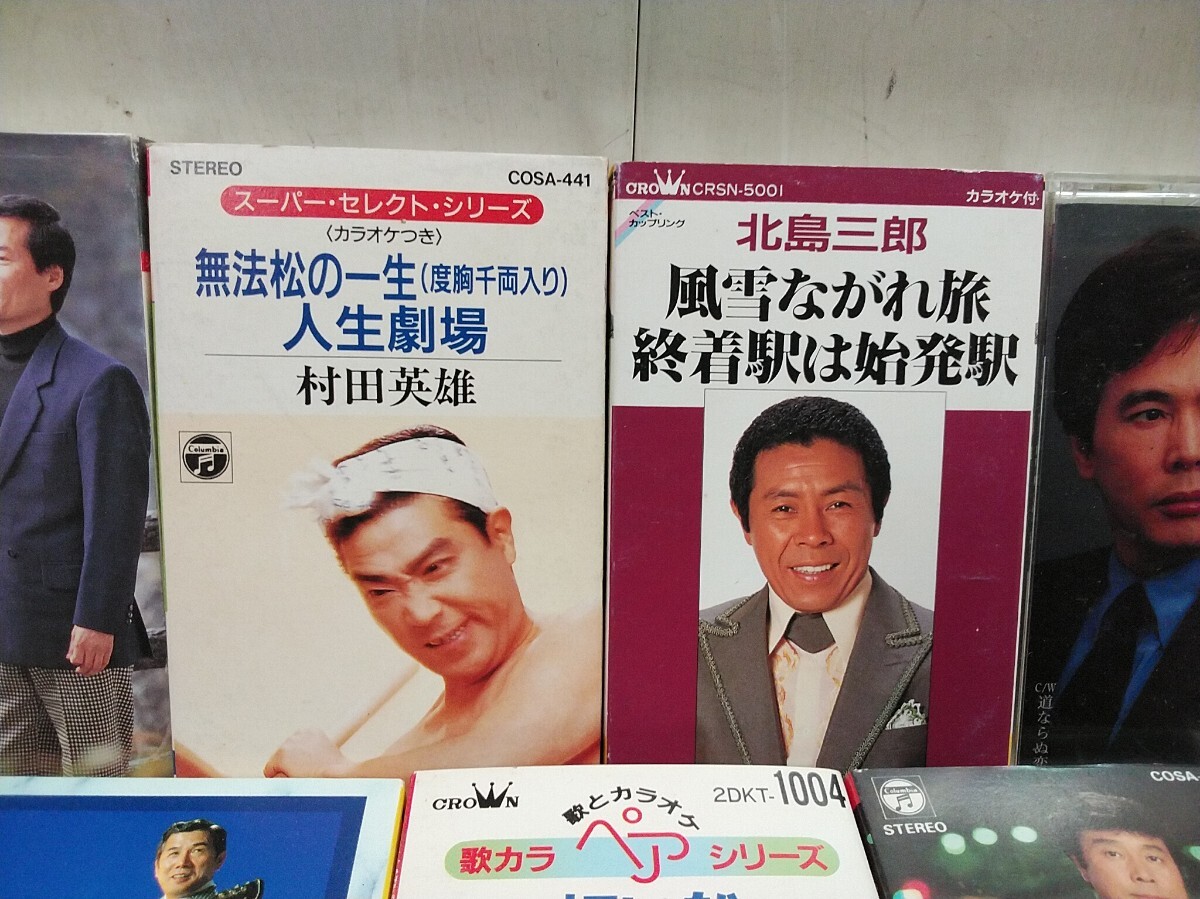 STEREO
COSA-441
スーパー・セレクト・シリーズ
〈カラオケつき〉
無法松の一生(度胸千両入り)
人生劇場
村田英雄
Columbia
CROWN CRSN-5001
カラオケ付
ベスト・
カップリング
北島三郎
風雪ながれ旅
終着駅は始発駅
C/W
道ならぬ恋
CROWN
2DKT-1004
歌とカラオケ
歌カラ
ペア
シリーズ
Columbia
STEREO
COSA-